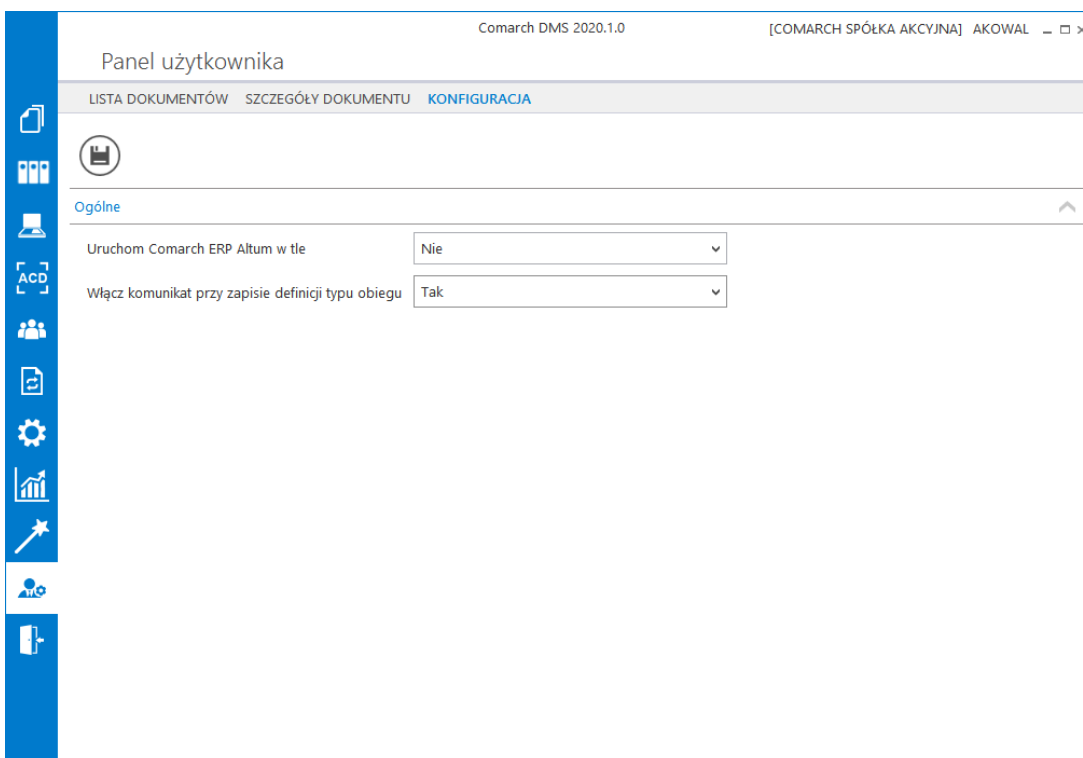 Comarch DMS 2020.1.0 [COMARCH SPÓŁKA AKCYJNA] AKOWAL
Panel użytkownika
LISTA DOKUMENTÓW SZCZEGÓŁY DOKUMENTU KONFIGURACJA
Ogólne
Uruchom Comarch ERP Altum w tle Nie
Włącz komunikat przy zapisie definicji typu obiegu Tak
ACD